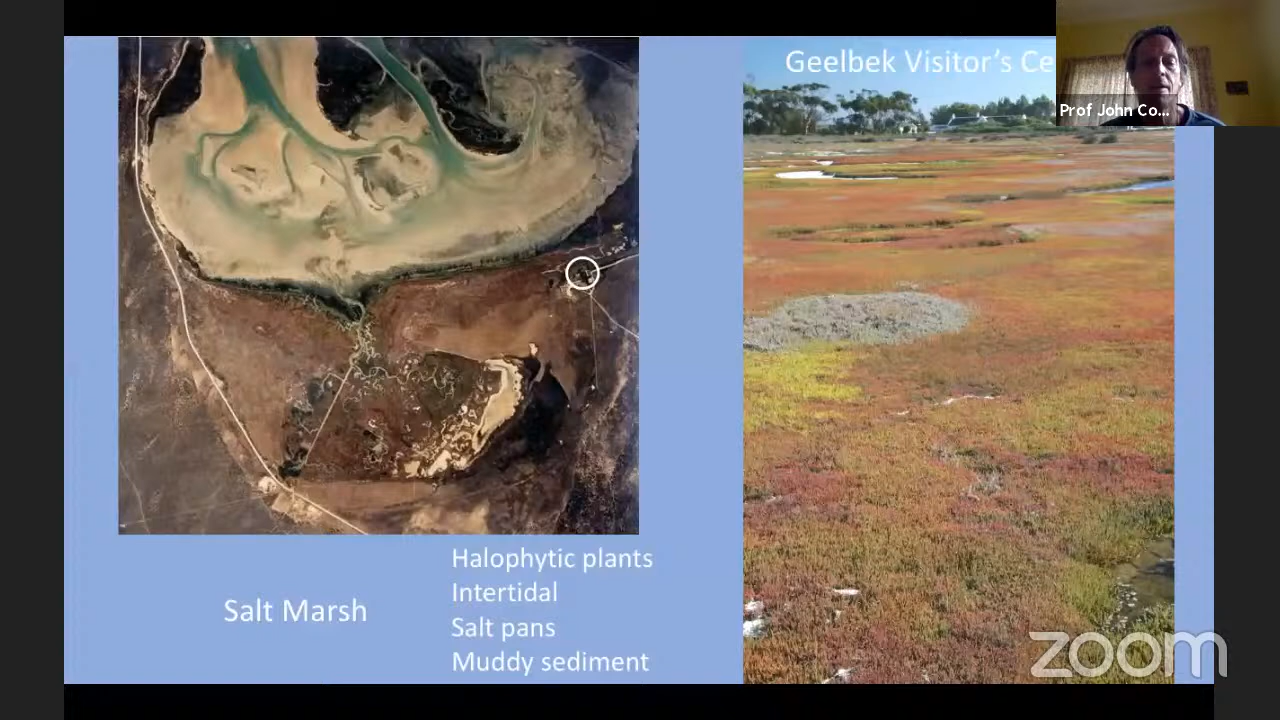 Geelbek Visitor's Ce
Prof John Co...
Halophytic plants
Intertidal
Salt Marsh
Salt pans
Muddy sediment
zoom